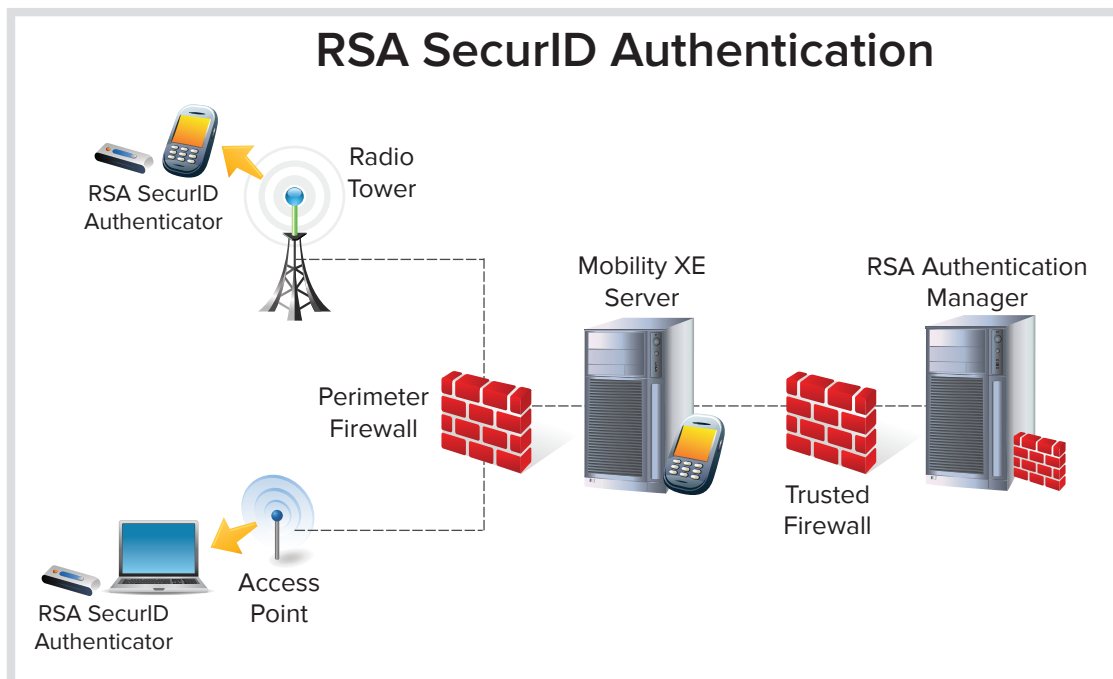 RSA SecurID Authentication
Radio
Tower
RSA SecurID
Authenticator
Mobility XE
Server
RSA Authentication
Manager
Perimeter
Firewall
Trusted
Firewall
Access
Point
RSA SecurID
Authenticator